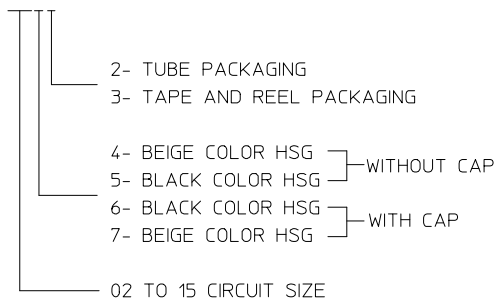 2- TUBE PACKAGING
3- TAPE AND REEL PACKAGING
4- BEIGE COLOR HSG
5- BLACK COLOR HSG
WITHOUT CAP
6- BLACK COLOR HSG
7- BEIGE COLOR HSG
WITH CAP
02 TO 15 CIRCUIT SIZE